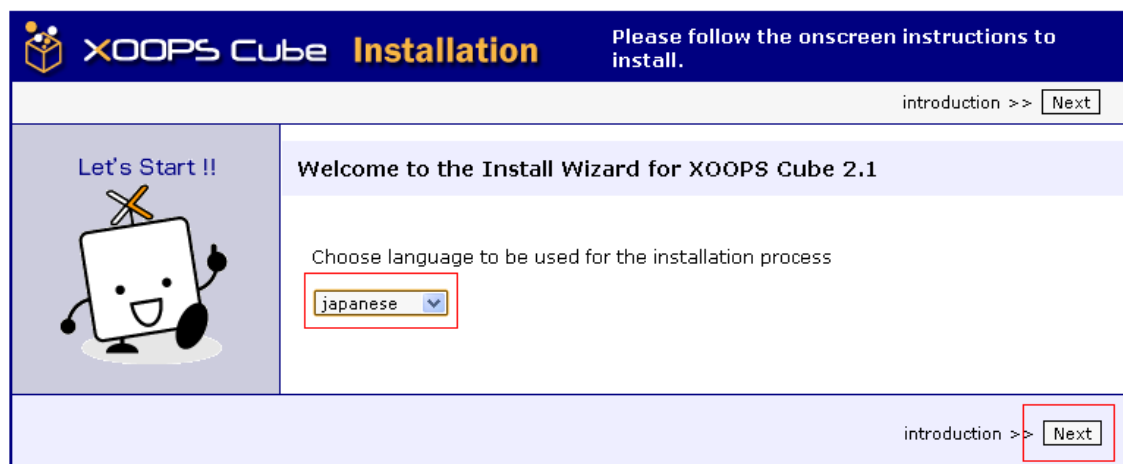 XOOPS Cube Installation
Please follow the onscreen instructions to
install.
introduction >> Next
Let's Start !!
Welcome to the Install Wizard for XOOPS Cube 2.1
Choose language to be used for the installation process
japanese
introduction >> Next